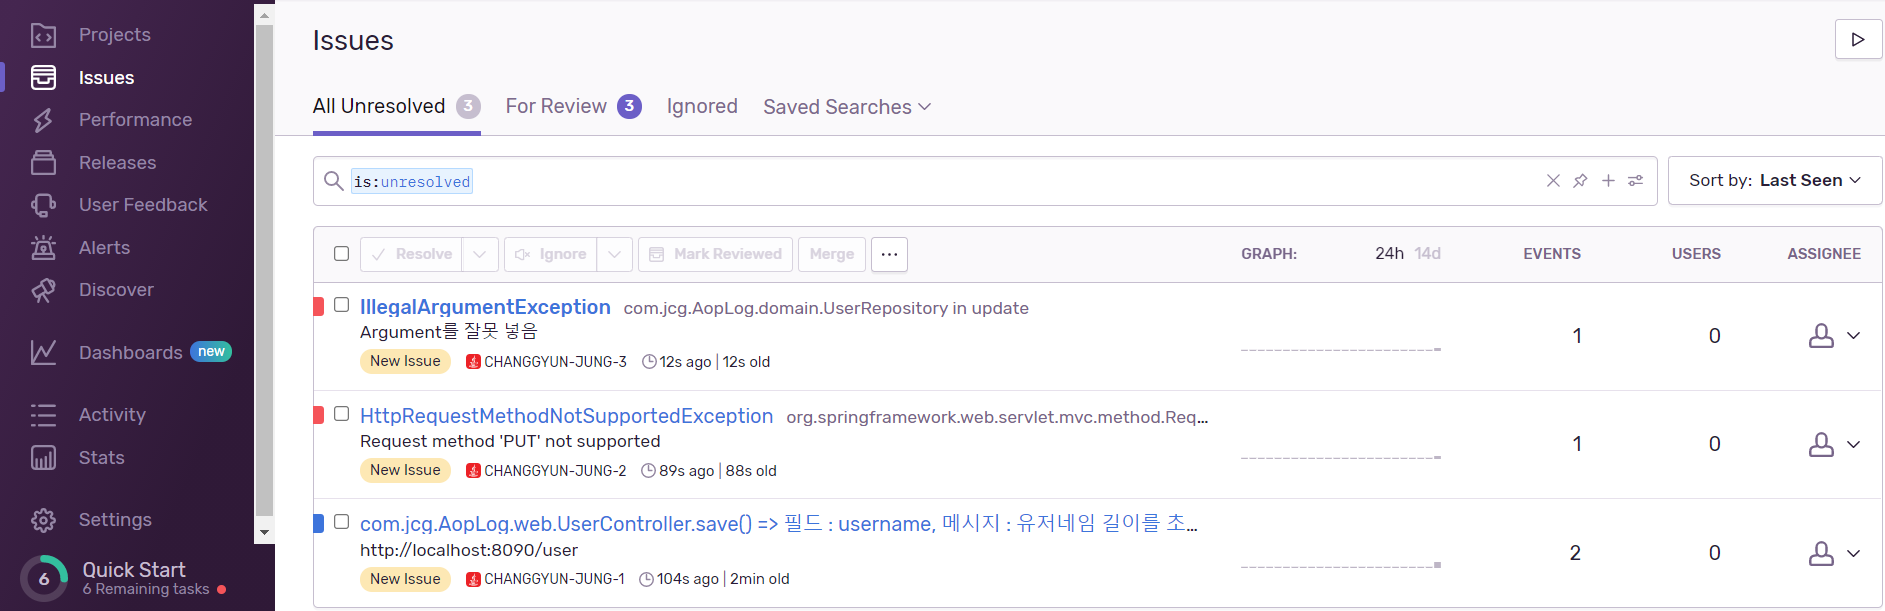 Projects
Issues
Performance
Releases
User Feedback
Alerts
Discover
Dashboards new
Activity
Stats
Settings
6 Quick Start
6 Remaining tasks
Issues
All Unresolved 3 For Review 3 Ignored Saved Searches
is:unresolved Sort by: Last Seen
Resolve Ignore Mark Reviewed Merge ... GRAPH: 24h 14d EVENTS USERS ASSIGNEE
IllegalArgumentException com.jcg.AopLog.domain.UserRepository in update
Argument를 잘못 넣음 1 0
New Issue CHANGGYUN-JUNG-3 12s ago | 12s old
HttpRequestMethodNotSupportedException org.springframework.web.servlet.mvc.method.Req...
Request method 'PUT' not supported 1 0
New Issue CHANGGYUN-JUNG-2 89s ago | 88s old
com.jcg.AopLog.web.UserController.save() => 필드 : username, 메시지 : 유저네임 길이를 초...
http://localhost:8090/user 2 0
New Issue CHANGGYUN-JUNG-1 104s ago | 2min old